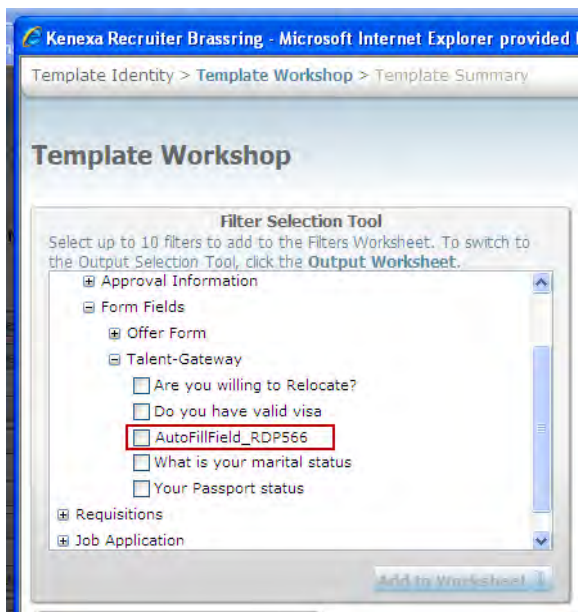 Kenexa Recruiter Brassring - Microsoft Internet Explorer provided
Template Identity > Template Workshop > Template Summary
Template Workshop
Filter Selection Tool
Select up to 10 filters to add to the Filters Worksheet. To switch to
the Output Selection Tool, click the Output Worksheet.
Approval Information
Form Fields
Offer Form
Talent-Gateway
Are you willing to Relocate?
Do you have valid visa
AutoFillField_RDP566
What is your marital status
Your Passport status
Requisitions
Job Application
Add to Worksheet